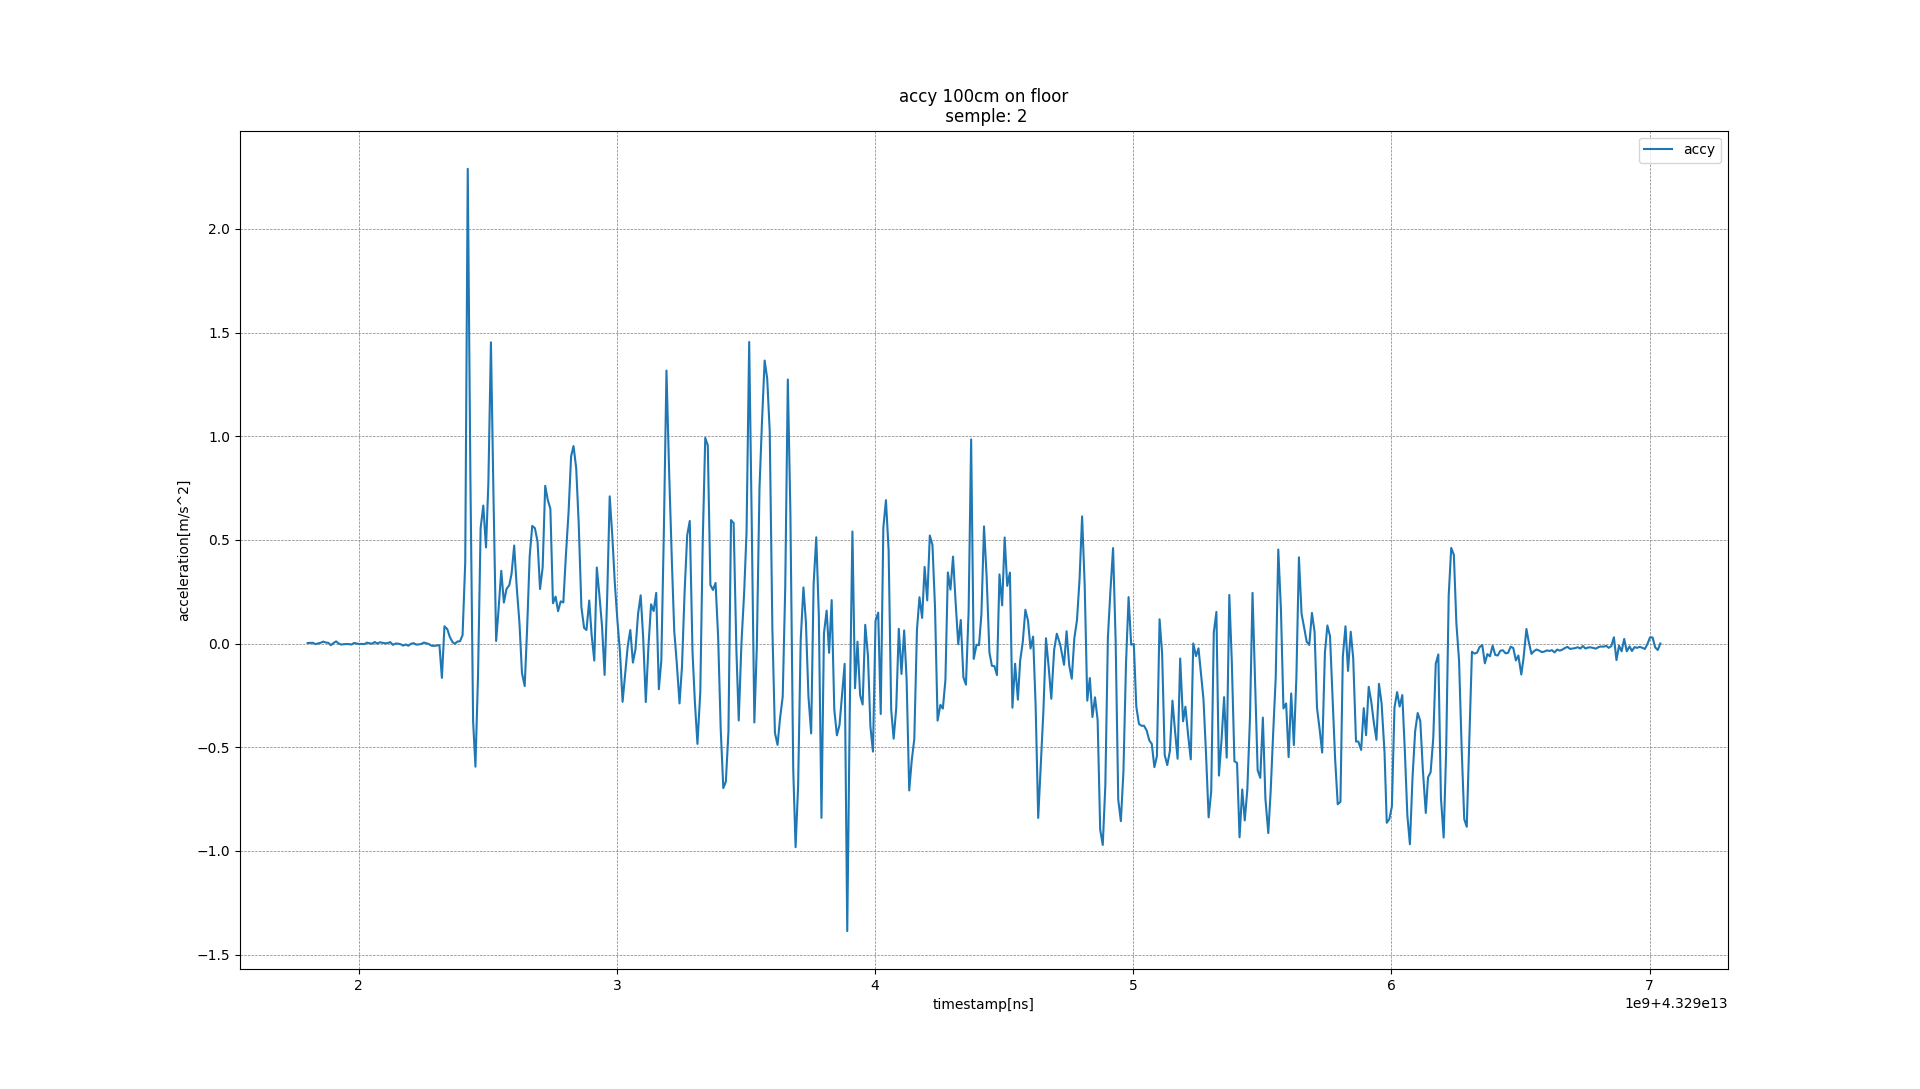 accy 100cm on floor
semple: 2
accy
acceleration[m/s^2]
2.0
1.5
1.0
0.5
0.0
−0.5
−1.0
−1.5
2 3 4 5 6 7
timestamp[ns]
1e9+4.329e13